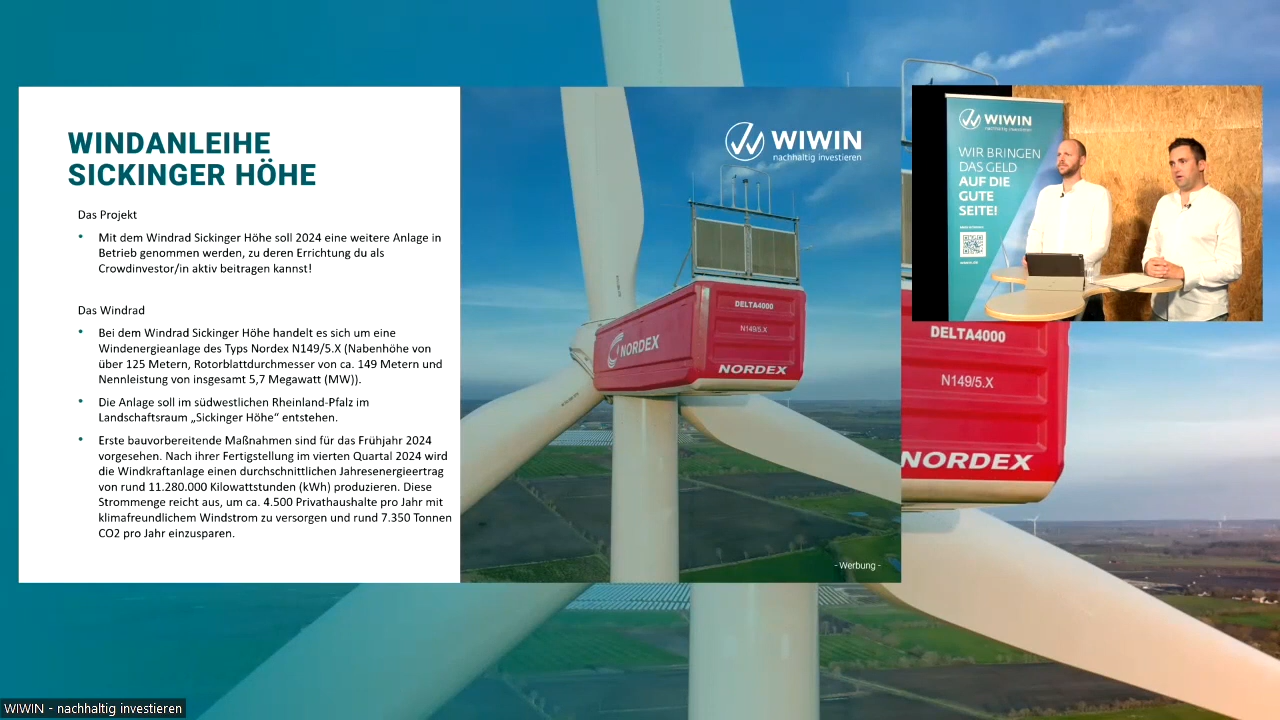 WINDANLEIHE
SICKINGER HÖHE
Das Projekt
• Mit dem Windrad Sickinger Höhe soll 2024 eine weitere Anlage in
Betrieb genommen werden, zu deren Errichtung du als
Crowdinvestor/in aktiv beitragen kannst!
Das Windrad
• Bei dem Windrad Sickinger Höhe handelt es sich um eine
Windenergieanlage des Typs Nordex N149/5.X (Nabenhöhe von
über 125 Metern, Rotorblattdurchmesser von ca. 149 Metern und
Nennleistung von insgesamt 5,7 Megawatt (MW)).
• Die Anlage soll im südwestlichen Rheinland-Pfalz im
Landschaftsraum „Sickinger Höhe“ entstehen.
• Erste bauvorbereitende Maßnahmen sind für das Frühjahr 2024
vorgesehen. Nach ihrer Fertigstellung im vierten Quartal 2024 wird
die Windkraftanlage einen durchschnittlichen Jahresenergieertrag
von rund 11.280.000 Kilowattstunden (kWh) produzieren. Diese
Strommenge reicht aus, um ca. 4.500 Privathaushalte pro Jahr mit
klimafreundlichem Windstrom zu versorgen und rund 7.350 Tonnen
CO2 pro Jahr einzusparen.
WIWIN
nachhaltig investieren
DELTA4000
N149/5.X
NORDEX
NORDEX
- Werbung -
WIWIN
nachhaltig investieren
WIR BRINGEN
DAS GELD
AUF DIE
GUTE
SEITE!
DELTA4000
N149/5.X
NORDEX
WIWIN - nachhaltig investieren